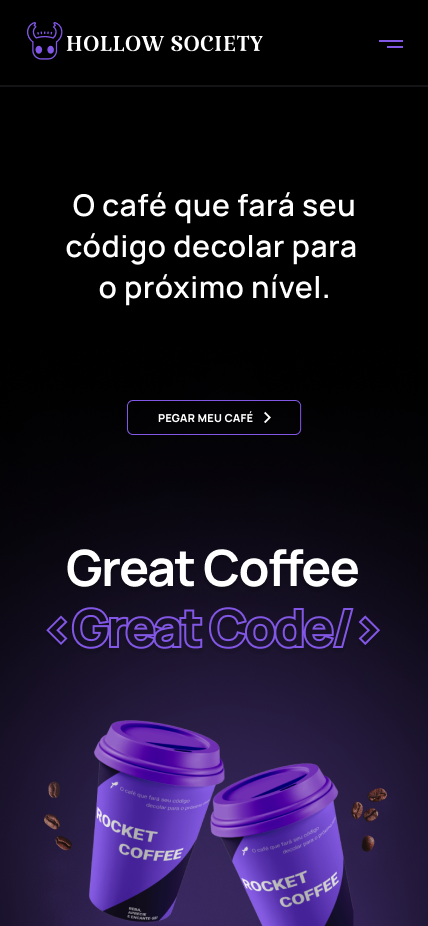 HOLLOW SOCIETY
O café que fará seu
código decolar para
o próximo nível.
PEGAR MEU CAFÉ
Great Coffee
<Great Code/>
O café que fará seu código
decolar para o próximo
ROCKET
COFFEE
O café que fará seu código
decolar para o próximo
ROCKET
COFFEE